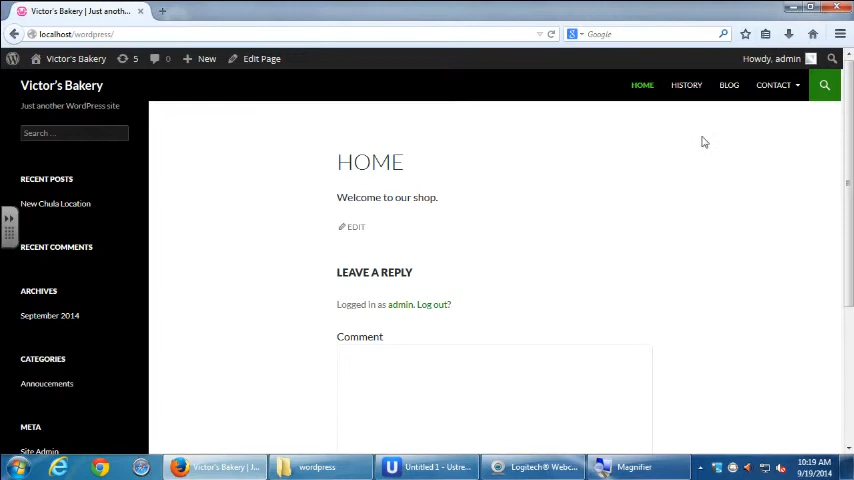 Victor's Bakery | Just anoth...
localhost/wordpress/
Google
Victor's Bakery
5
0
New
Edit Page
Howdy, admin
Victor's Bakery
HOME
HISTORY
BLOG
CONTACT
Just another WordPress site
Search ...
HOME
RECENT POSTS
Welcome to our shop.
New Chula Location
EDIT
RECENT COMMENTS
LEAVE A REPLY
ARCHIVES
Logged in as admin. Log out?
September 2014
Comment
CATEGORIES
Annoucements
META
Site Admin
Victor's Bakery | J...
wordpress
Untitled 1 - Ustre...
Logitech® Webc...
Magnifier
10:19 AM
9/19/2014